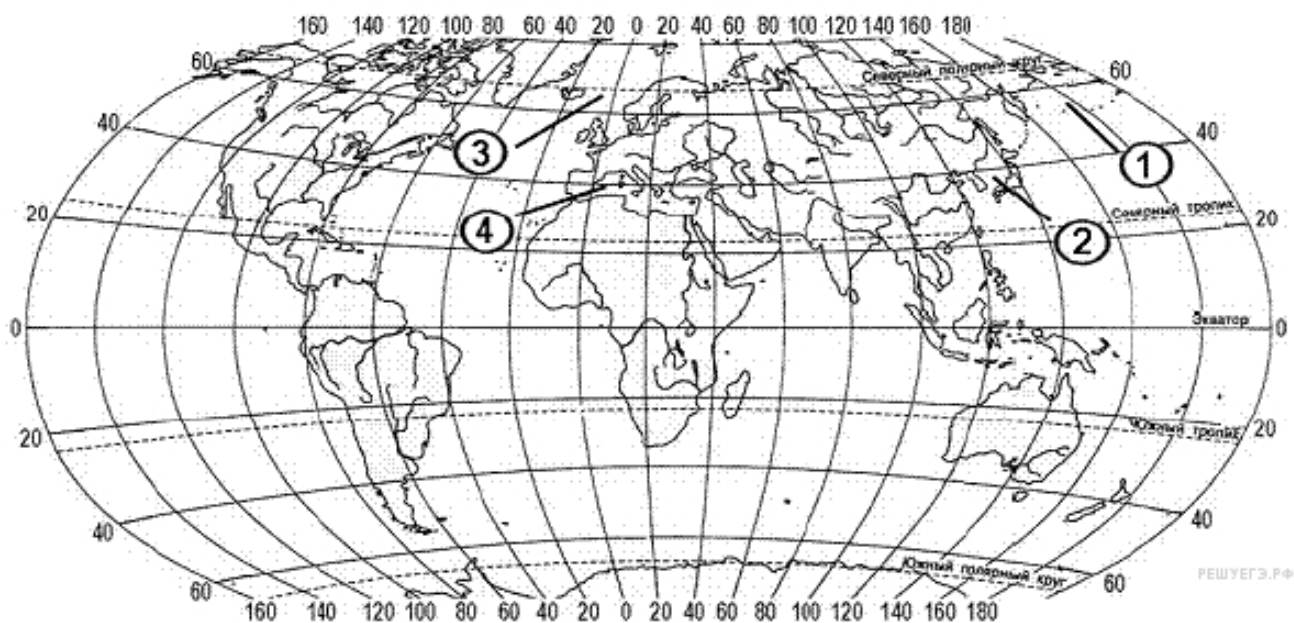 160 140 120 100 80 60 40 20 0 20 40 60 80 100 120 140 160 180
60 Северный полярный круг 60
40 40
3 1
20 4 Северный тропик 20
2
0 Экватор 0
20 Южный тропик 20
40 40
60 Южный полярный круг 60
РЕШУЕГЭ.РФ
160 140 120 100 80 60 40 20 0 20 40 60 80 100 120 140 160 180